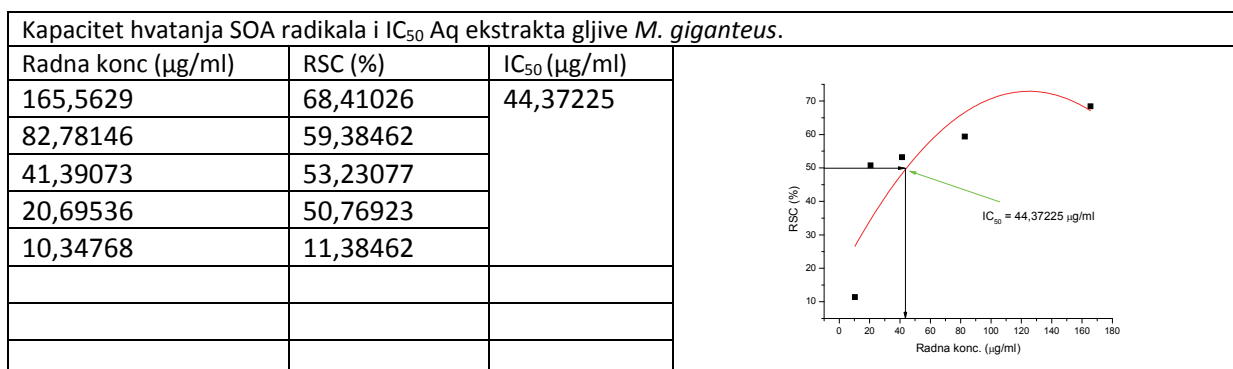 Kapacitet hvatanja SOA radikala i IC₅₀ Aq ekstrakta gljive M. giganteus.
Radna konc (μg/ml) RSC (%) IC₅₀ (μg/ml)
165,5629 68,41026 44,37225
82,78146 59,38462
41,39073 53,23077
20,69536 50,76923
10,34768 11,38462
70
60
50
40
30
20
10
RSC (%)
IC₅₀ = 44,37225 μg/ml
0 20 40 60 80 100 120 140 160 180
Radna konc. (μg/ml)